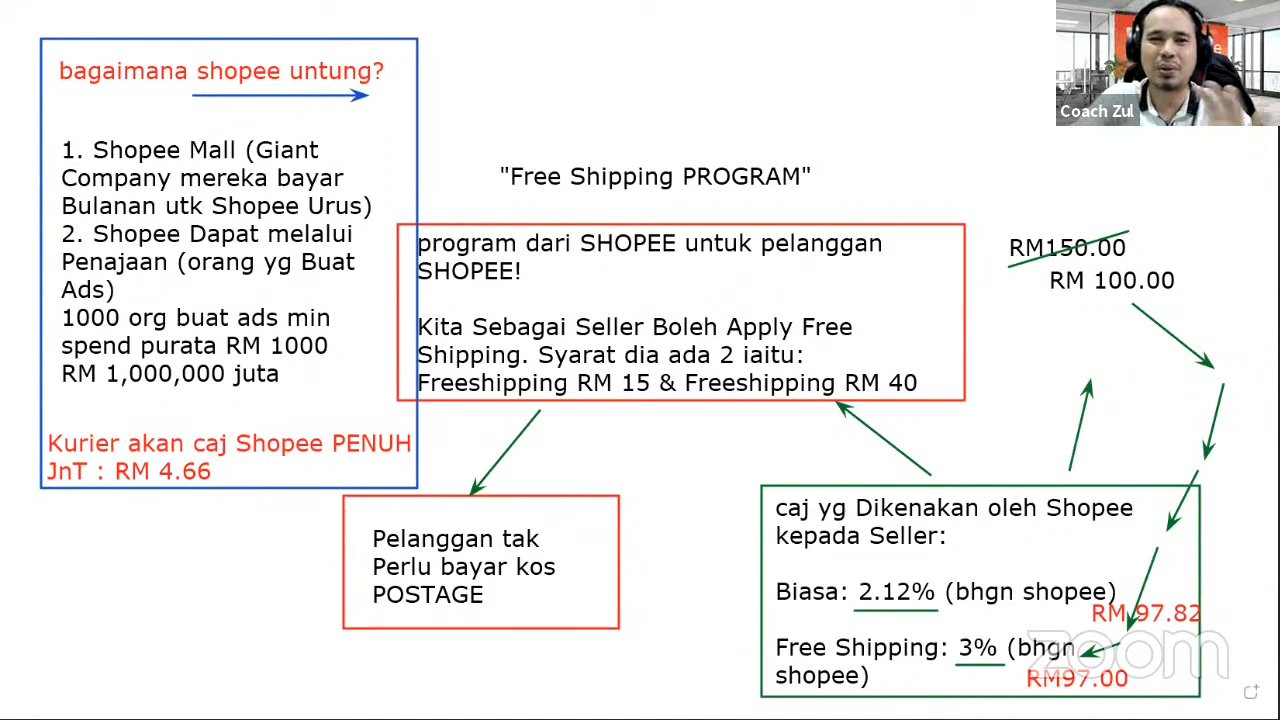 bagaimana shopee untung?
1. Shopee Mall (Giant
Company mereka bayar
Bulanan utk Shopee Urus)
2. Shopee Dapat melalui
Penajaan (orang yg Buat
Ads)
1000 org buat ads min
spend purata RM 1000
RM 1,000,000 juta
Kurier akan caj Shopee PENUH
JnT : RM 4.66
"Free Shipping PROGRAM"
program dari SHOPEE untuk pelanggan
SHOPEE!
Kita Sebagai Seller Boleh Apply Free
Shipping. Syarat dia ada 2 iaitu:
Freeshipping RM 15 & Freeshipping RM 40
Pelanggan tak
Perlu bayar kos
POSTAGE
Coach Zul
RM150.00
RM 100.00
caj yg Dikenakan oleh Shopee
kepada Seller:
Biasa: 2.12% (bhgn shopee)
RM 97.82
Free Shipping: 3% (bhgn
shopee)
RM97.00
zoom